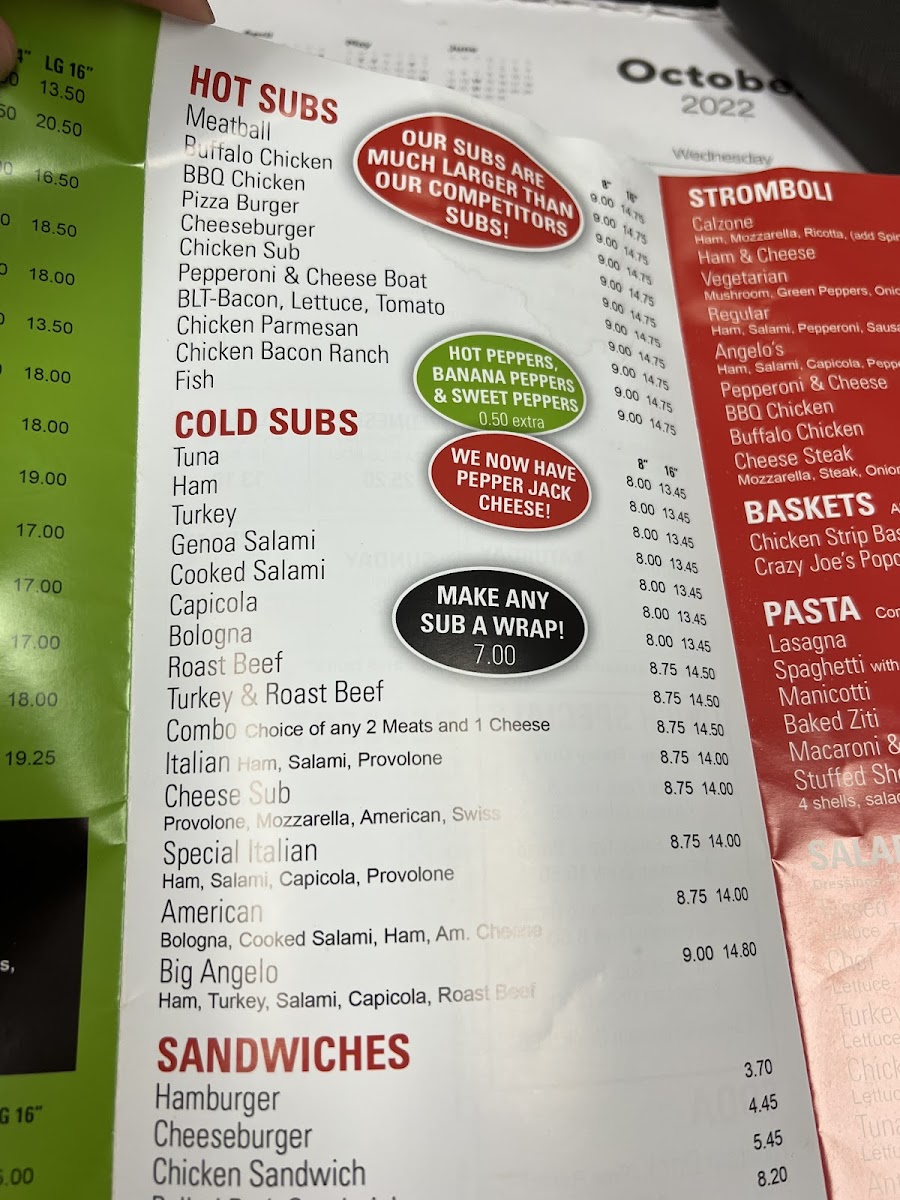 April
May
June
October
2022
Wednesday
4" LG 16"
13.50
20.50
16.50
18.50
18.00
13.50
18.00
18.00
19.00
17.00
17.00
17.00
18.00
19.25
s,
G 16"
HOT SUBS
OUR SUBS ARE
MUCH LARGER THAN
OUR COMPETITORS
SUBS!
8" 16"
Meatball 9.00 14.75
Buffalo Chicken 9.00 14.75
BBQ Chicken 9.00 14.75
Pizza Burger 9.00 14.75
Cheeseburger 9.00 14.75
Chicken Sub 9.00 14.75
Pepperoni & Cheese Boat 9.00 14.75
BLT-Bacon, Lettuce, Tomato 9.00 14.75
Chicken Parmesan 9.00 14.75
Chicken Bacon Ranch 9.00 14.75
Fish 9.00 14.75
HOT PEPPERS,
BANANA PEPPERS
& SWEET PEPPERS
0.50 extra
COLD SUBS
WE NOW HAVE
PEPPER JACK
CHEESE!
8" 16"
Tuna 8.00 13.45
Ham 8.00 13.45
Turkey 8.00 13.45
Genoa Salami 8.00 13.45
Cooked Salami 8.00 13.45
Capicola 8.00 13.45
Bologna 8.00 13.45
Roast Beef 8.75 14.50
Turkey & Roast Beef 8.75 14.50
Combo Choice of any 2 Meats and 1 Cheese 8.75 14.50
Italian Ham, Salami, Provolone 8.75 14.00
Cheese Sub 8.75 14.00
Provolone, Mozzarella, American, Swiss
Special Italian 8.75 14.00
Ham, Salami, Capicola, Provolone
American 8.75 14.00
Bologna, Cooked Salami, Ham, Am. Cheese
Big Angelo 9.00 14.80
Ham, Turkey, Salami, Capicola, Roast Beef
MAKE ANY
SUB A WRAP!
7.00
SANDWICHES
Hamburger 3.70
Cheeseburger 4.45
Chicken Sandwich 5.45
8.20
STROMBOLI
Calzone
Ham, Mozzarella, Ricotta, (add
Ham & Cheese
Vegetarian
Mushroom, Green Peppers,
Regular
Ham, Salami, Pepperoni,
Angelo's
Ham, Salami, Capicola,
Pepperoni & Cheese
BBQ Chicken
Buffalo Chicken
Cheese Steak
Mozzarella, Steak,
BASKETS
Chicken Strip
Crazy Joe's
PASTA
Lasagna
Spaghetti with
Manicotti
Baked Ziti
Macaroni &
Stuffed
4 shells,